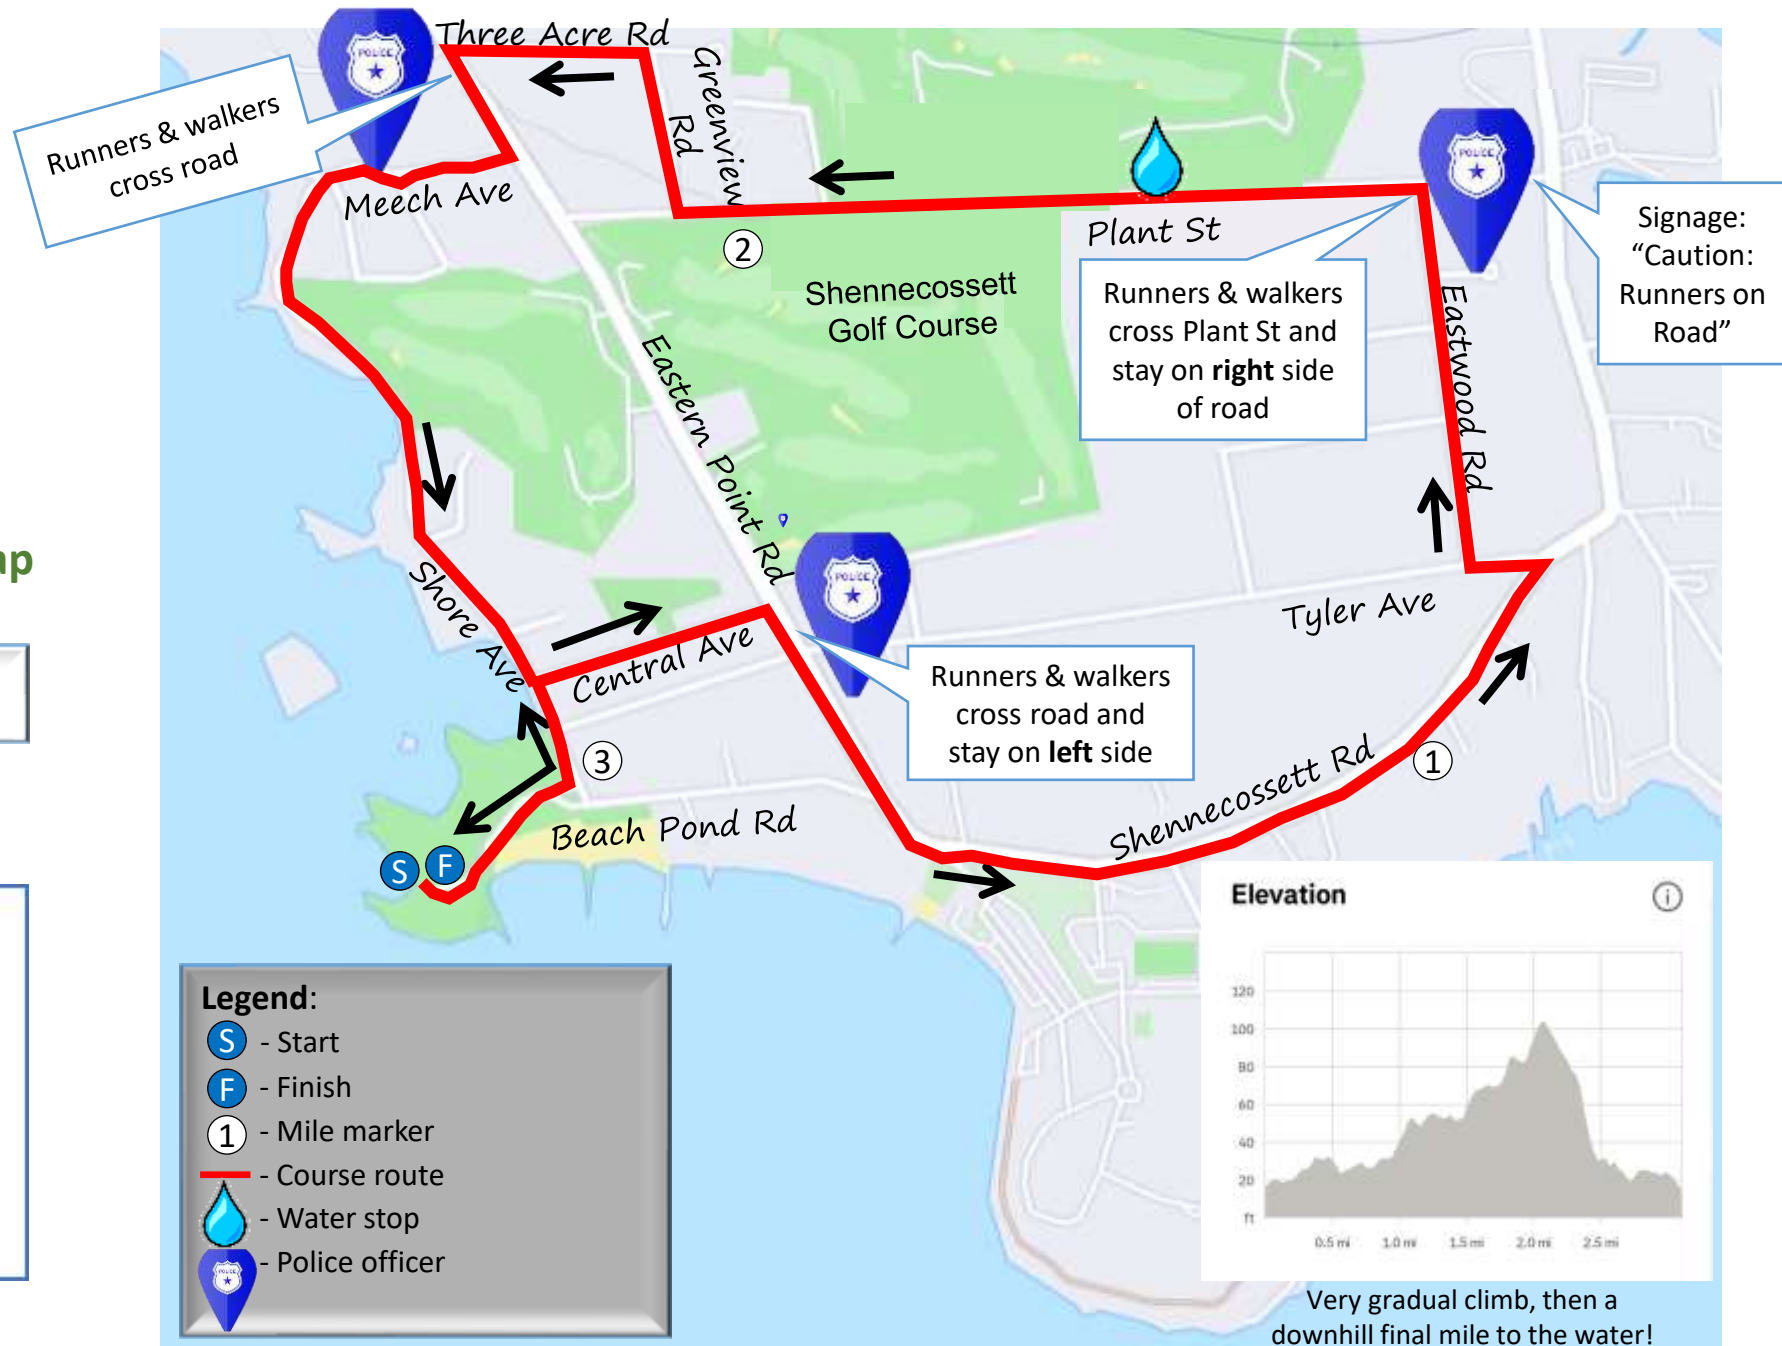 Three Acre Rd
Greenview
Rd
Runners & walkers
cross road
POLICE
Meech Ave
POLICE
Plant St
Signage:
“Caution:
Runners on
Road”
2
Shennecossett
Golf Course
Runners & walkers
cross Plant St and
stay on right side
of road
Eastwood Rd
Eastern Point Rd
ap
POLICE
Shore Ave
Central Ave
Tyler Ave
Runners & walkers
cross road and
stay on left side
3
1
Shennecossett Rd
Beach Pond Rd
S
F
Elevation
i
120
100
80
60
40
20
ft
0.5 mi
1.0 mi
1.5 mi
2.0 mi
2.5 mi
Very gradual climb, then a
downhill final mile to the water!
Legend:
S - Start
F - Finish
1 - Mile marker
- Course route
- Water stop
POLICE - Police officer